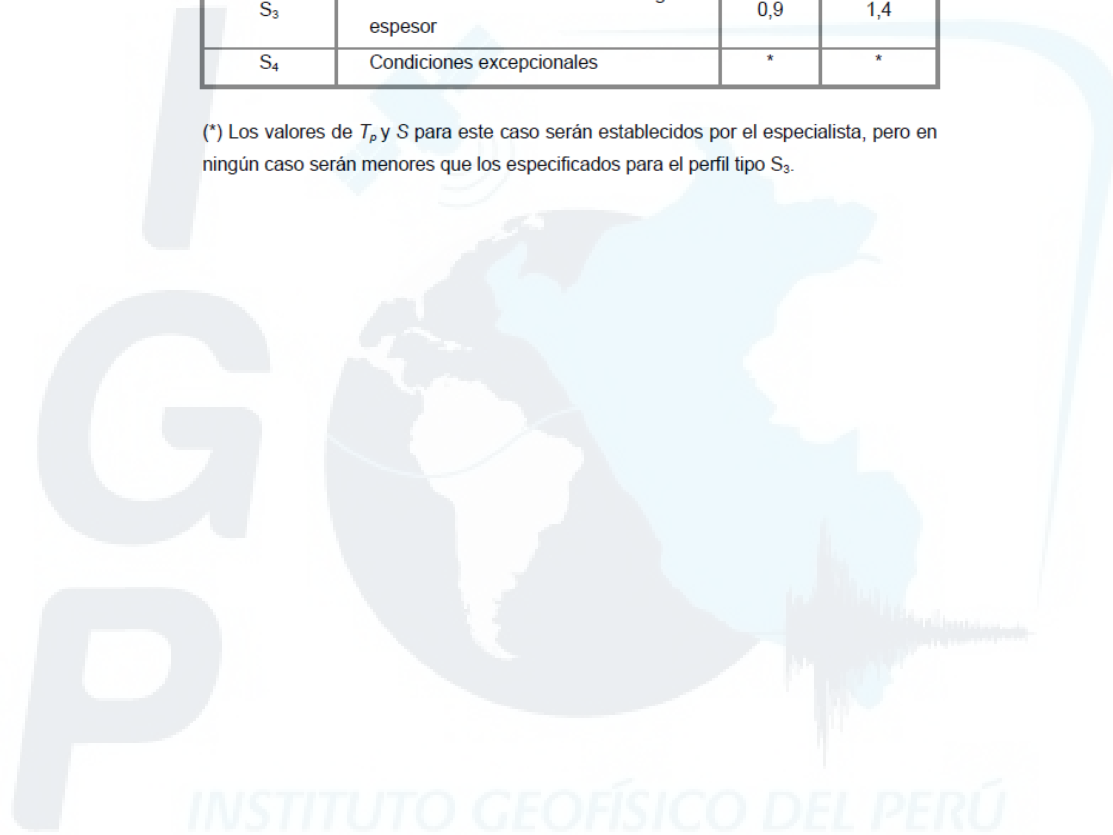 S₃ 0,9 1,4
espesor
S₄ Condiciones excepcionales * *
(*) Los valores de Tₚ y S para este caso serán establecidos por el especialista, pero en
ningún caso serán menores que los especificados para el perfil tipo S₃.
I
G
P
INSTITUTO GEOFÍSICO DEL PERÚ